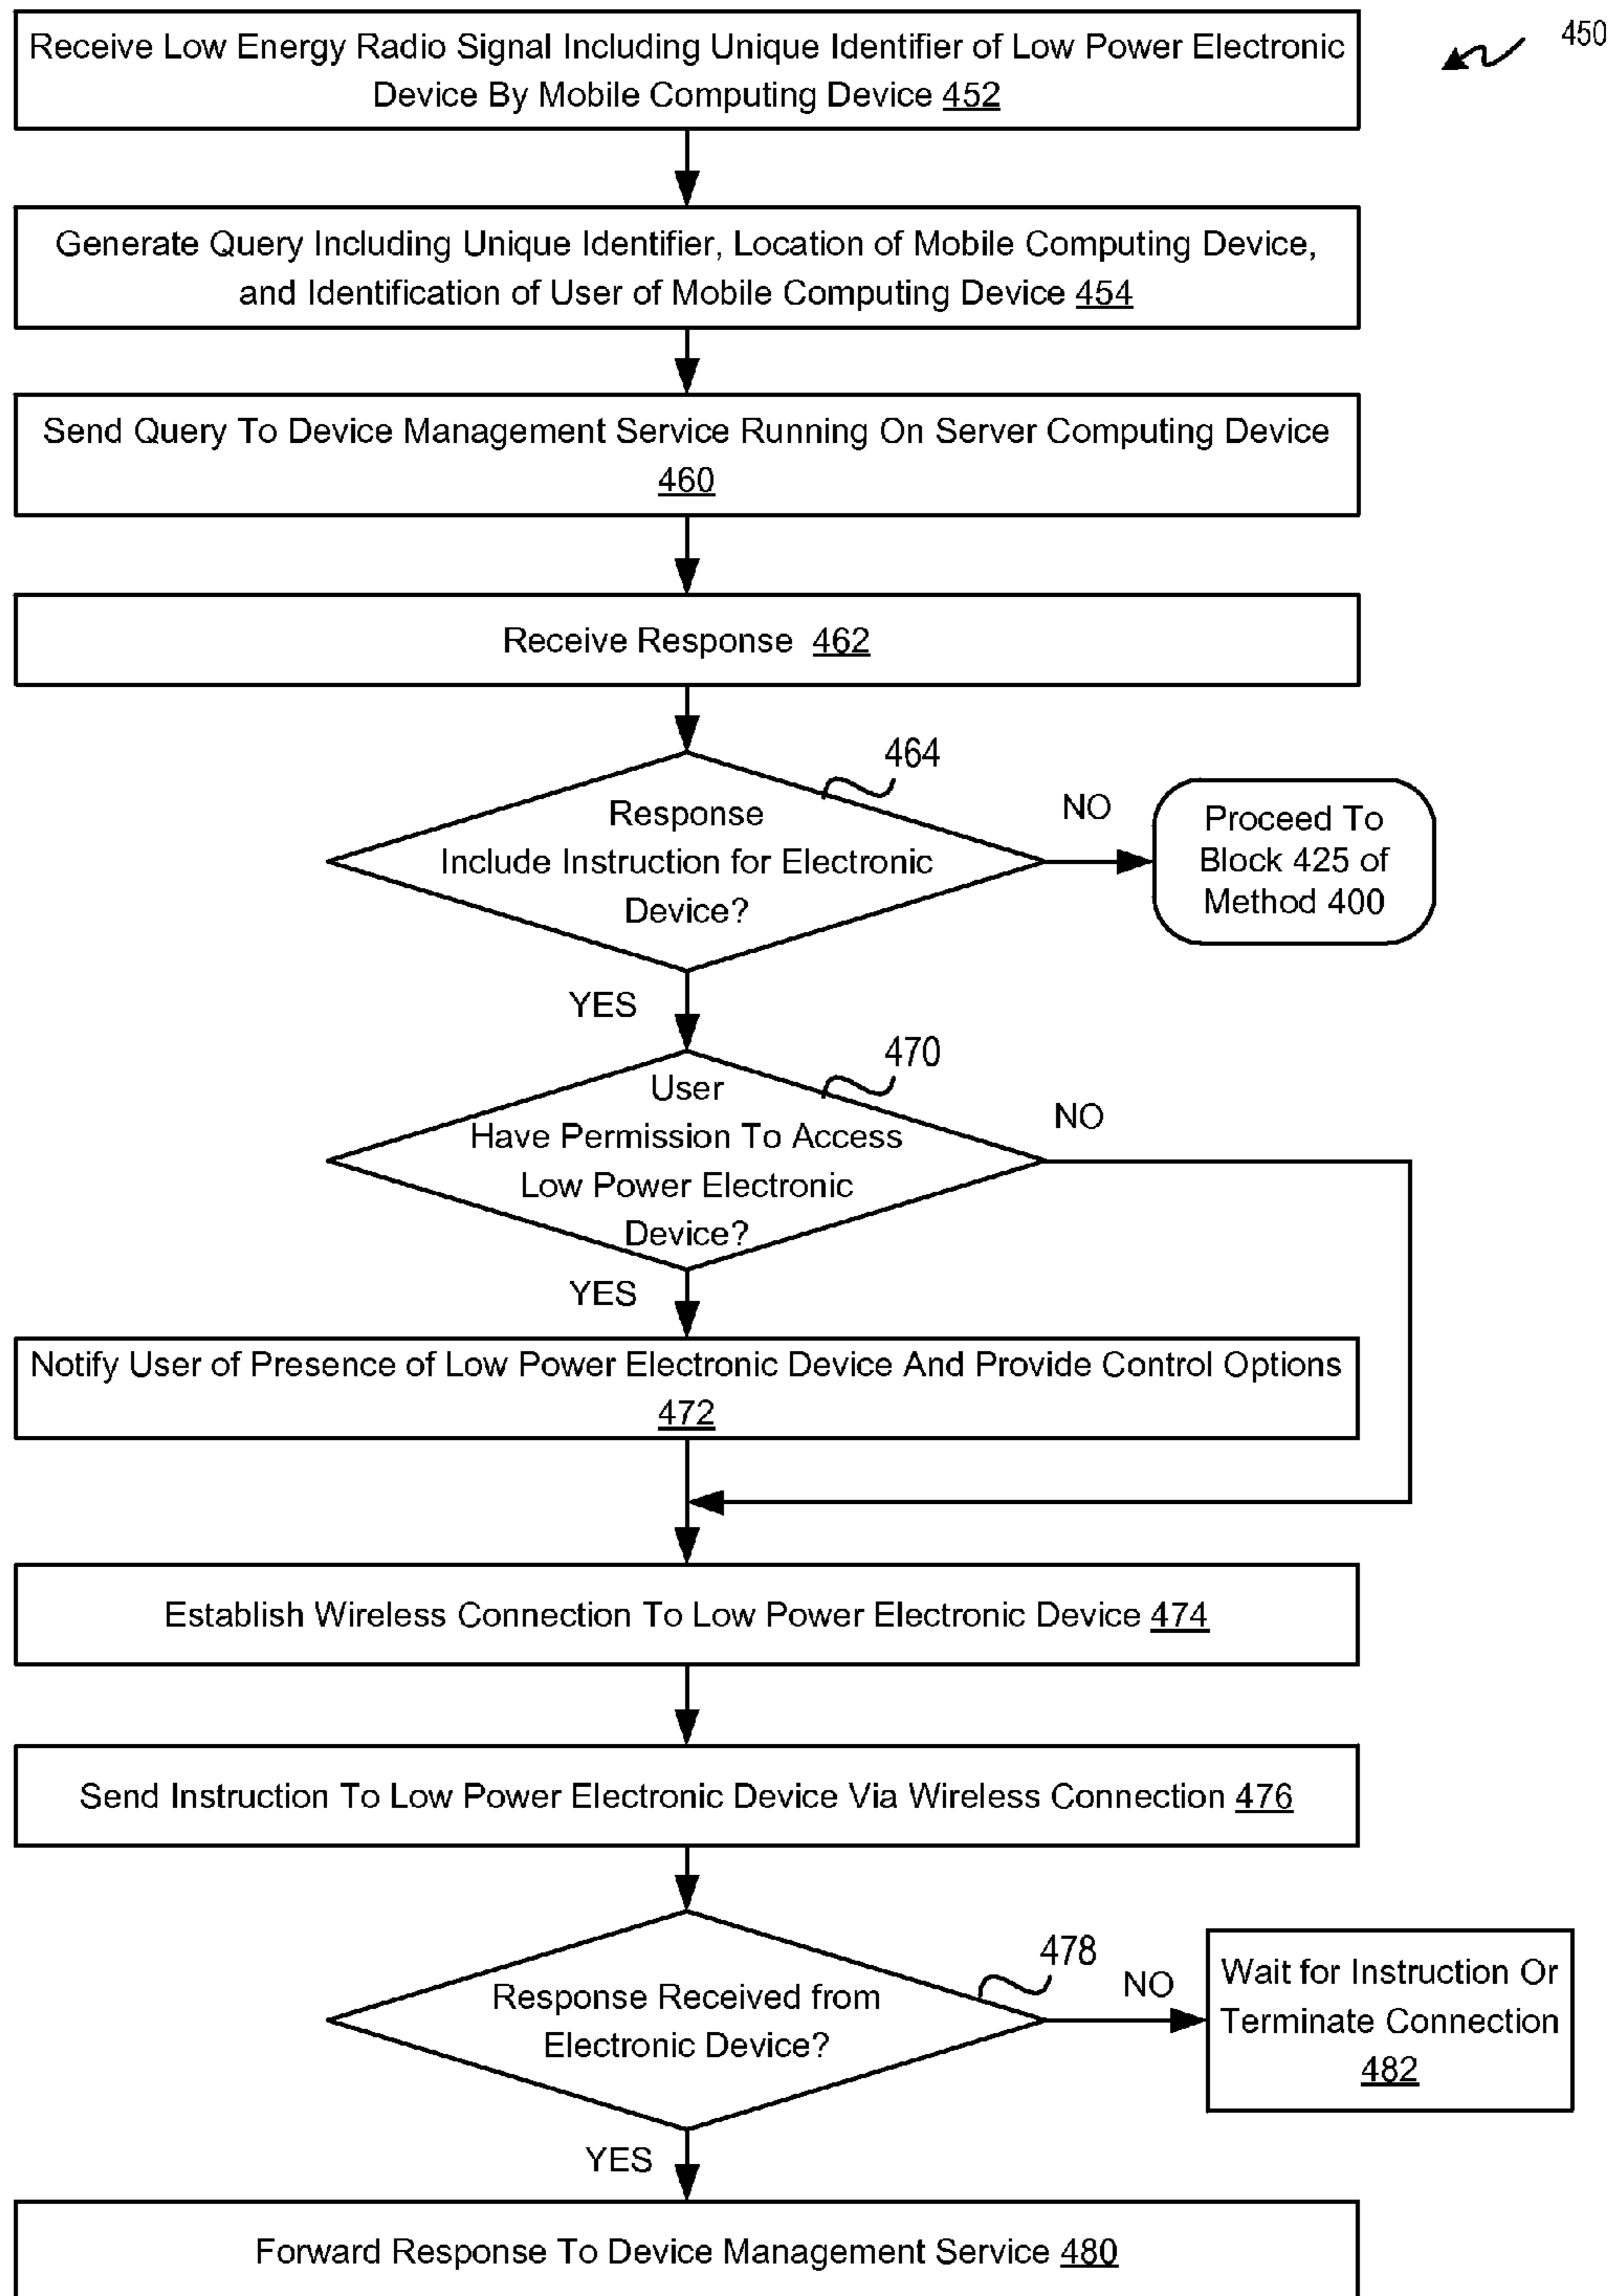 450
Receive Low Energy Radio Signal Including Unique Identifier of Low Power Electronic
Device By Mobile Computing Device 452
Generate Query Including Unique Identifier, Location of Mobile Computing Device,
and Identification of User of Mobile Computing Device 454
Send Query To Device Management Service Running On Server Computing Device
460
Receive Response 462
464
Response
Include Instruction for Electronic
Device?
NO
Proceed To
Block 425 of
Method 400
YES
470
User
Have Permission To Access
Low Power Electronic
Device?
NO
YES
Notify User of Presence of Low Power Electronic Device And Provide Control Options
472
Establish Wireless Connection To Low Power Electronic Device 474
Send Instruction To Low Power Electronic Device Via Wireless Connection 476
478
Response Received from
Electronic Device?
NO
Wait for Instruction Or
Terminate Connection
482
YES
Forward Response To Device Management Service 480